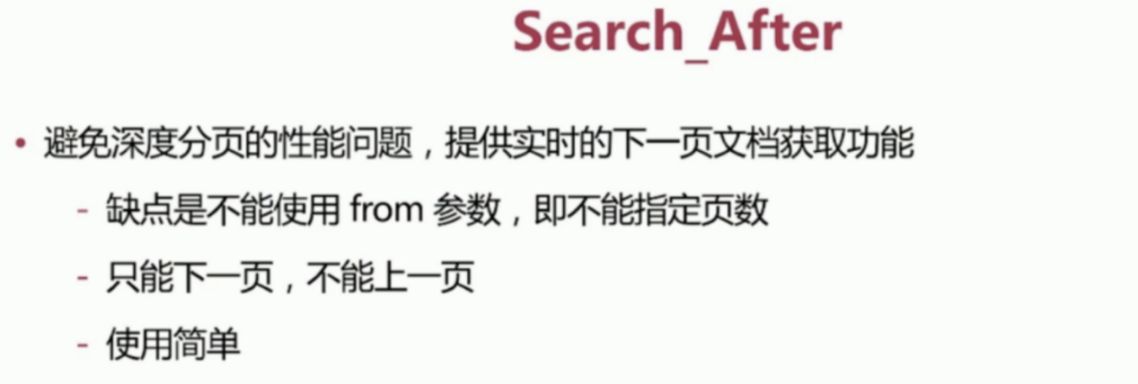 Search_After
• 避免深度分页的性能问题，提供实时的下一页文档获取功能
- 缺点是不能使用 from 参数，即不能指定页数
- 只能下一页，不能上一页
- 使用简单